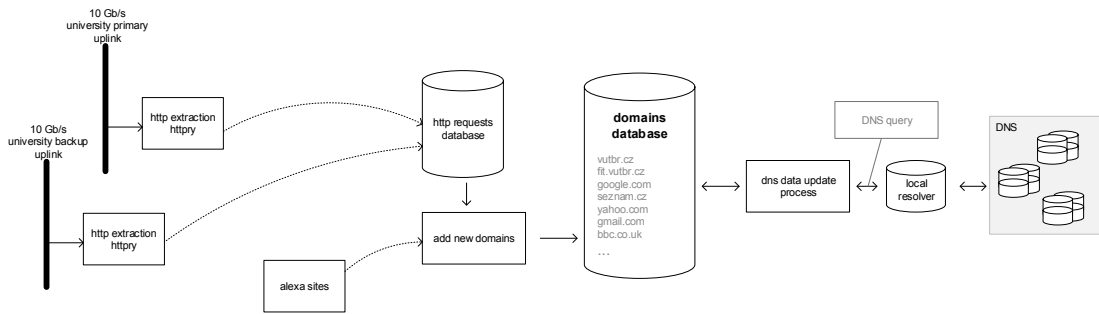 10 Gb/s
university primary
uplink
http extraction
httpry
10 Gb/s
university backup
uplink
http extraction
httpry
http requests
database
add new domains
alexa sites
domains
database
vutbr.cz
fit.vutbr.cz
google.com
seznam.cz
yahoo.com
gmail.com
bbc.co.uk
...
dns data update
process
DNS query
local
resolver
DNS